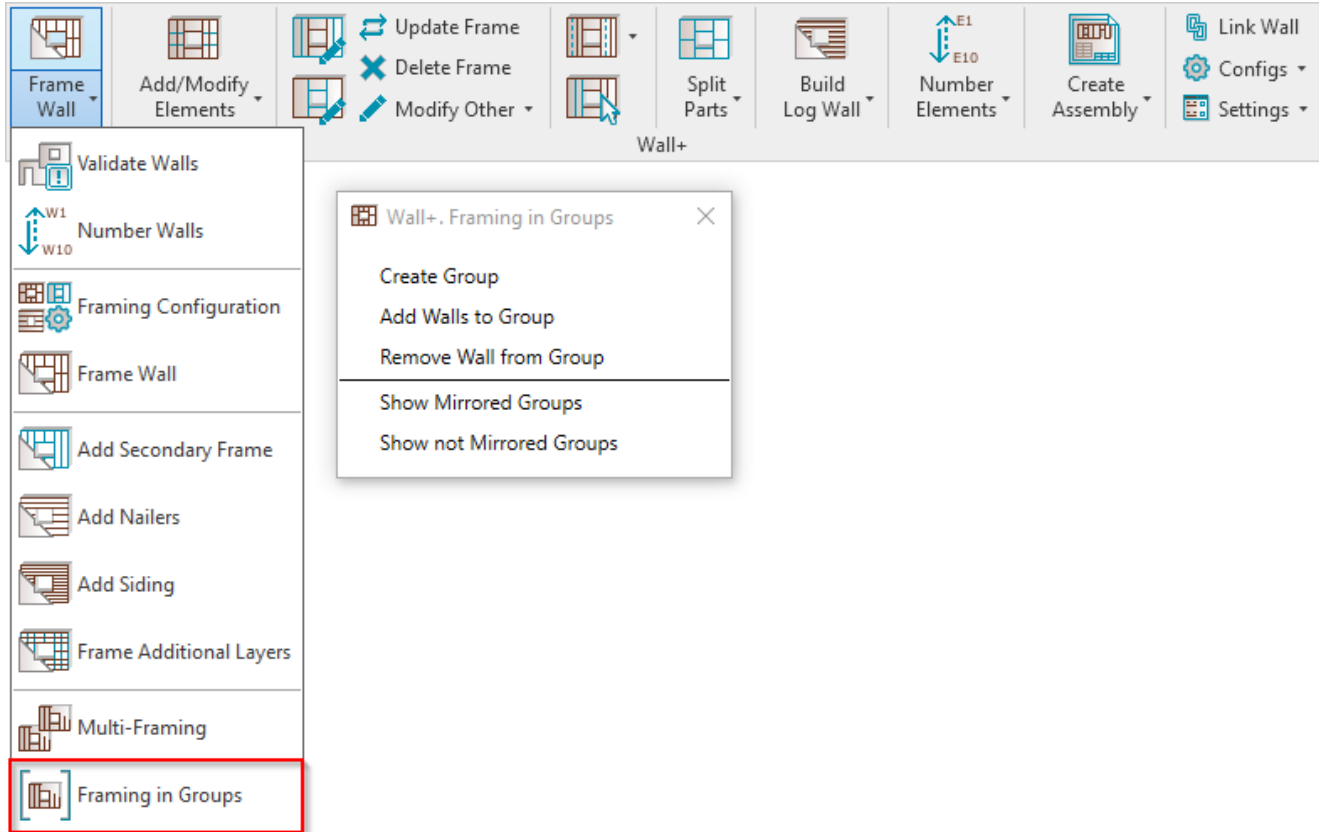 Frame
Wall
Add/Modify
Elements
Update Frame
Delete Frame
Modify Other
Split
Parts
Build
Log Wall
E1
E10
Number
Elements
Create
Assembly
Link Wall
Configs
Settings
Wall+
Validate Walls
W1
W10
Number Walls
Framing Configuration
Frame Wall
Add Secondary Frame
Add Nailers
Add Siding
Frame Additional Layers
Multi-Framing
Framing in Groups
Wall+. Framing in Groups
Create Group
Add Walls to Group
Remove Wall from Group
Show Mirrored Groups
Show not Mirrored Groups